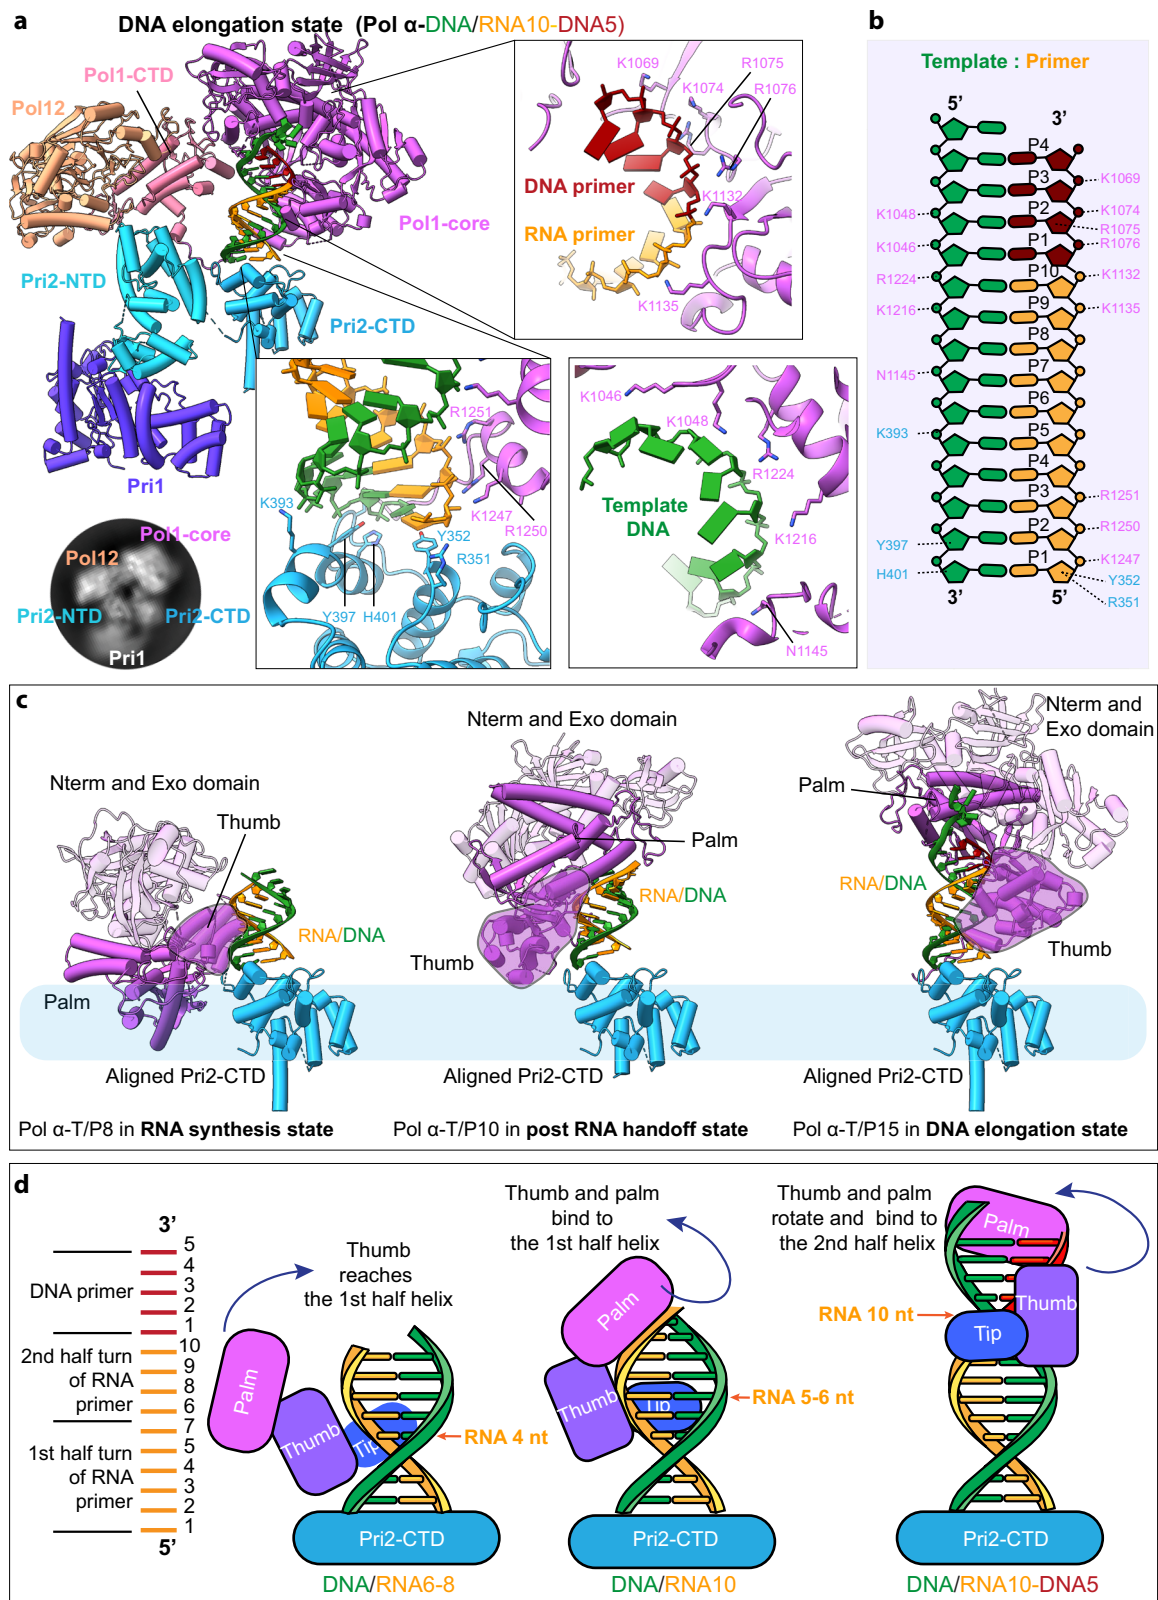 a
DNA elongation state (Pol α-DNA/RNA10-DNA5)
Pol1-CTD
Pol12
Pol1-core
Pri2-NTD
Pri2-CTD
Pri1
Pol1-core
Pol12
Pri2-NTD
Pri2-CTD
Pri1
K1069
R1075
K1074
R1076
DNA primer
K1132
RNA primer
K1135
R1251
K393
K1247
R1250
Y352
R351
Y397
H401
K1046
K1048
R1224
Template
DNA
K1216
N1145
b
Template : Primer
5’
3’
P4
P3
K1069
K1048
P2
K1074
R1075
K1046
P1
R1076
R1224
P10
K1132
K1216
P9
K1135
P8
N1145
P7
P6
K393
P5
P4
P3
R1251
P2
R1250
Y397
P1
K1247
H401
Y352
R351
3’
5’
c
Nterm and Exo domain
Thumb
RNA/DNA
Palm
Aligned Pri2-CTD
Pol α-T/P8 in RNA synthesis state
Nterm and Exo domain
Palm
RNA/DNA
Thumb
Aligned Pri2-CTD
Pol α-T/P10 in post RNA handoff state
Nterm and
Exo domain
Palm
RNA/DNA
Thumb
Aligned Pri2-CTD
Pol α-T/P15 in DNA elongation state
d
3’
5
4
DNA primer
3
2
1
10
2nd half turn
9
of RNA
8
primer
6
7
1st half turn
5
of RNA
4
primer
3
2
1
5’
Thumb
reaches
the 1st half helix
Palm
Thumb
Tip
RNA 4 nt
Pri2-CTD
DNA/RNA6-8
Thumb and palm
bind to
the 1st half helix
Palm
Thumb
Tip
RNA 5-6 nt
Pri2-CTD
DNA/RNA10
Thumb and palm
rotate and bind to
the 2nd half helix
Palm
RNA 10 nt
Thumb
Tip
Pri2-CTD
DNA/RNA10-DNA5